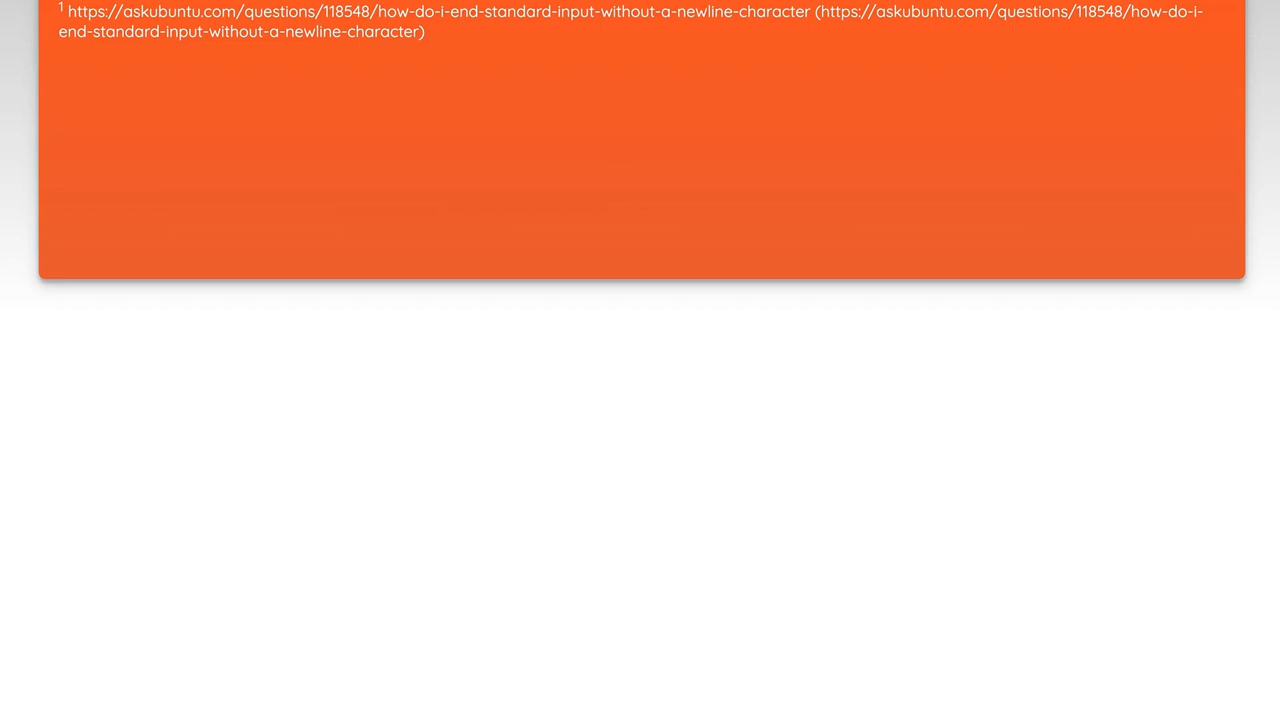 1 https://askubuntu.com/questions/118548/how-do-i-end-standard-input-without-a-newline-character (https://askubuntu.com/questions/118548/how-do-i-
end-standard-input-without-a-newline-character)